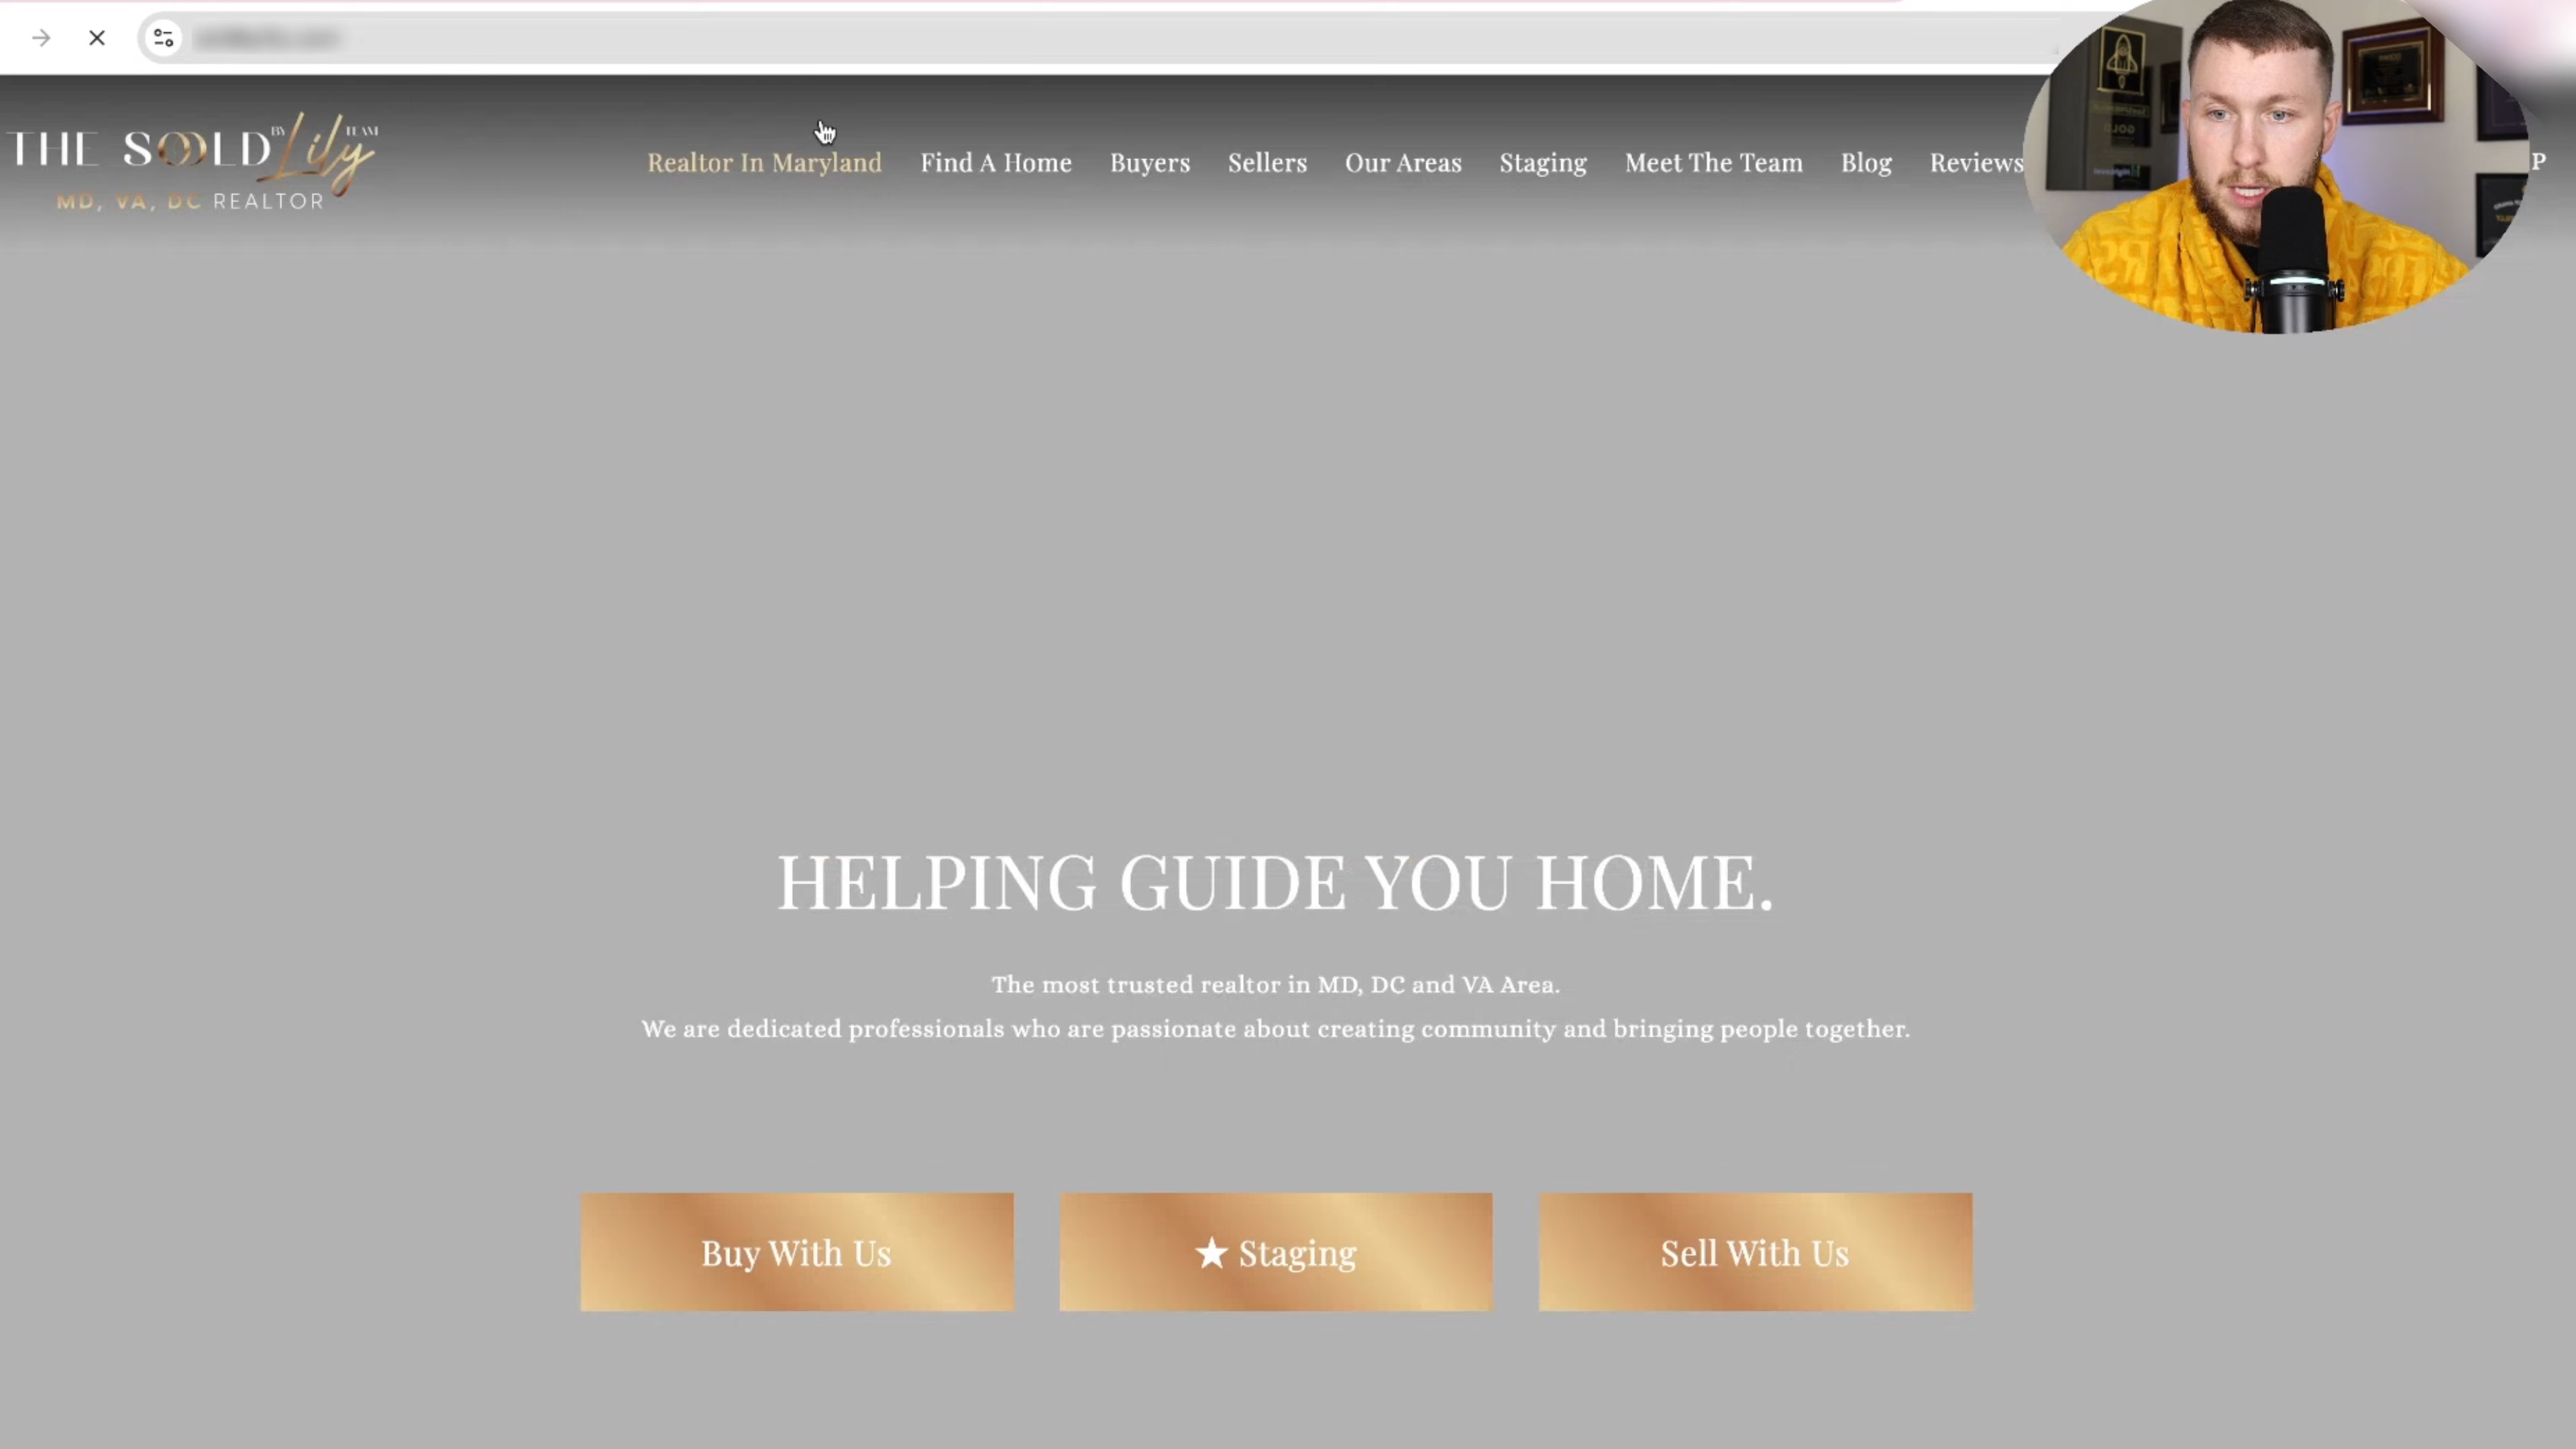 THE SOOLD BY Lily TEAM
MD, VA, DC REALTOR
Realtor In Maryland Find A Home Buyers Sellers Our Areas Staging Meet The Team Blog Reviews P
HELPING GUIDE YOU HOME.
The most trusted realtor in MD, DC and VA Area.
We are dedicated professionals who are passionate about creating community and bringing people together.
Buy With Us
★ Staging
Sell With Us